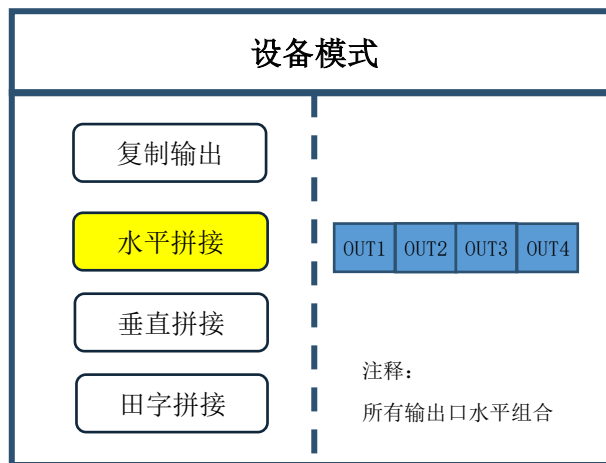 设备模式
复制输出
水平拼接
垂直拼接
田字拼接
OUT1 OUT2 OUT3 OUT4
注释：
所有输出口水平组合